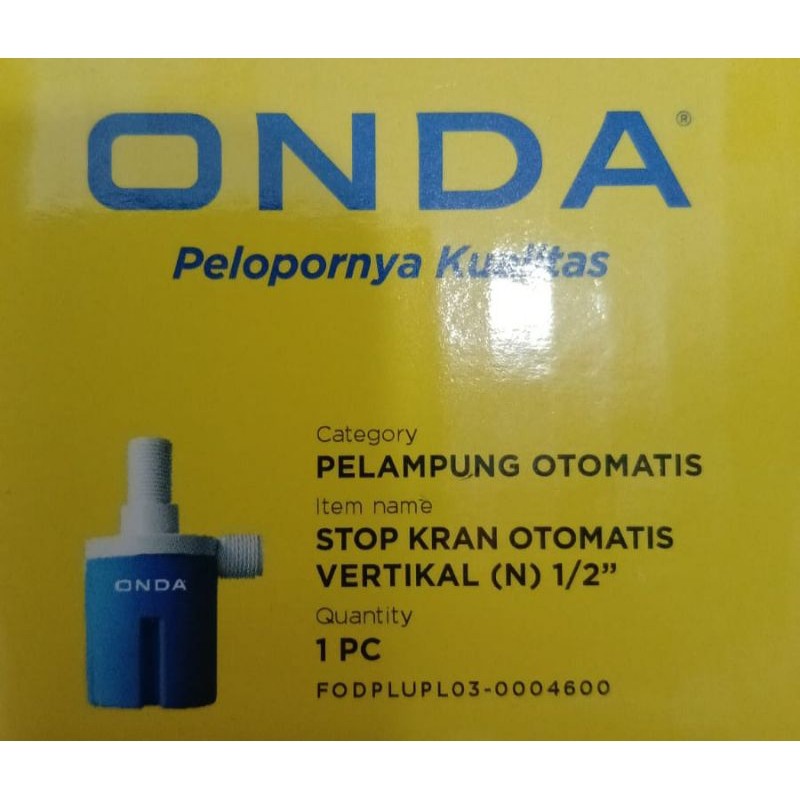 ONDA®
Pelopornya Kualitas
Category
PELAMPUNG OTOMATIS
Item name
STOP KRAN OTOMATIS
VERTIKAL (N) 1/2”
Quantity
1 PC
FODPLUPL03-0004600
ONDA